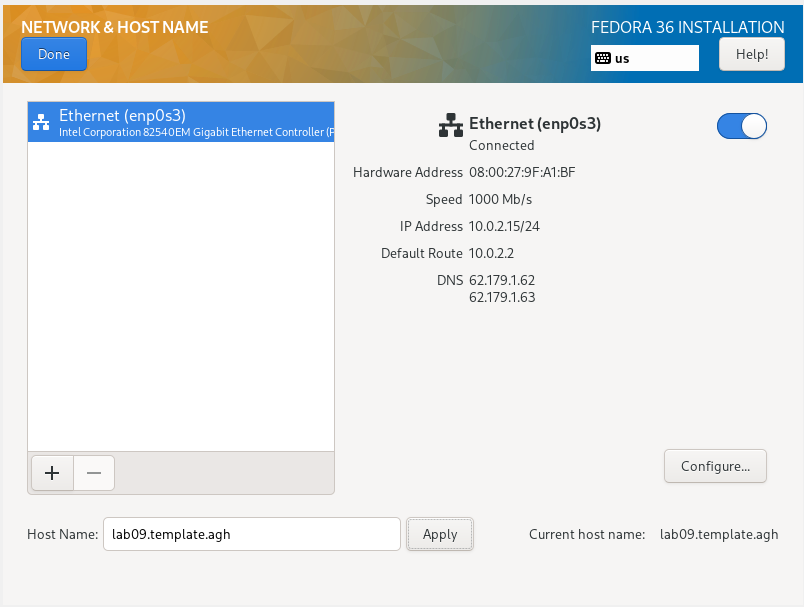 NETWORK & HOST NAME
FEDORA 36 INSTALLATION
Done
us
Help!
Ethernet (enp0s3)
Intel Corporation 82540EM Gigabit Ethernet Controller (P
Ethernet (enp0s3)
Connected
Hardware Address 08:00:27:9F:A1:BF
Speed 1000 Mb/s
IP Address 10.0.2.15/24
Default Route 10.0.2.2
DNS 62.179.1.62
62.179.1.63
Configure...
Host Name: lab09.template.agh Apply Current host name: lab09.template.agh